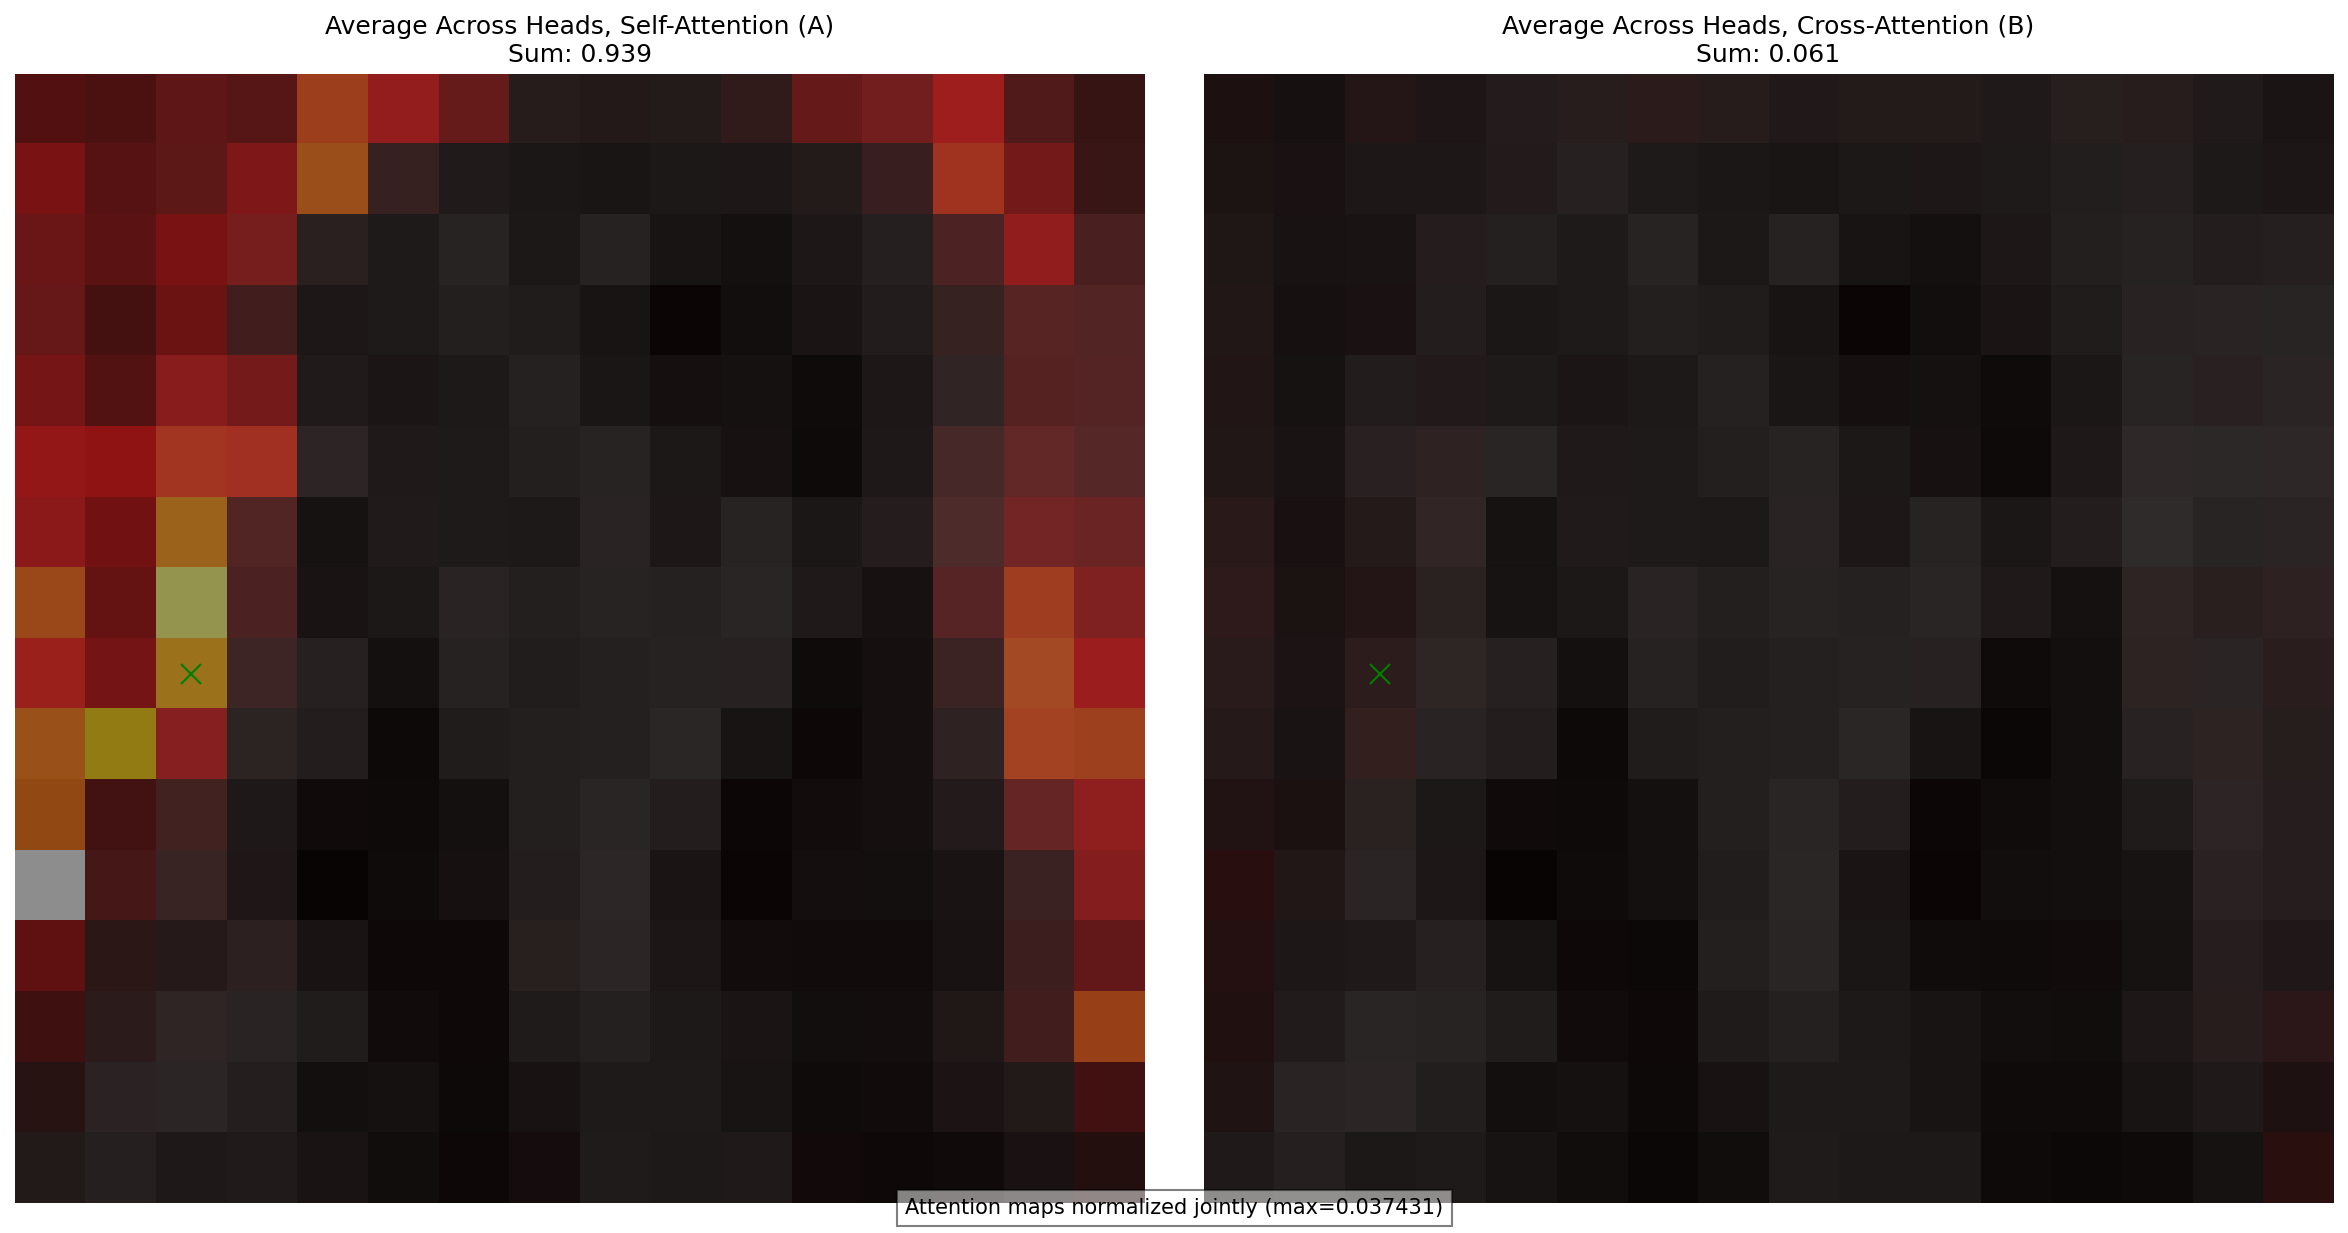 Average Across Heads, Self-Attention (A)
Sum: 0.939
Average Across Heads, Cross-Attention (B)
Sum: 0.061
Attention maps normalized jointly (max=0.037431)